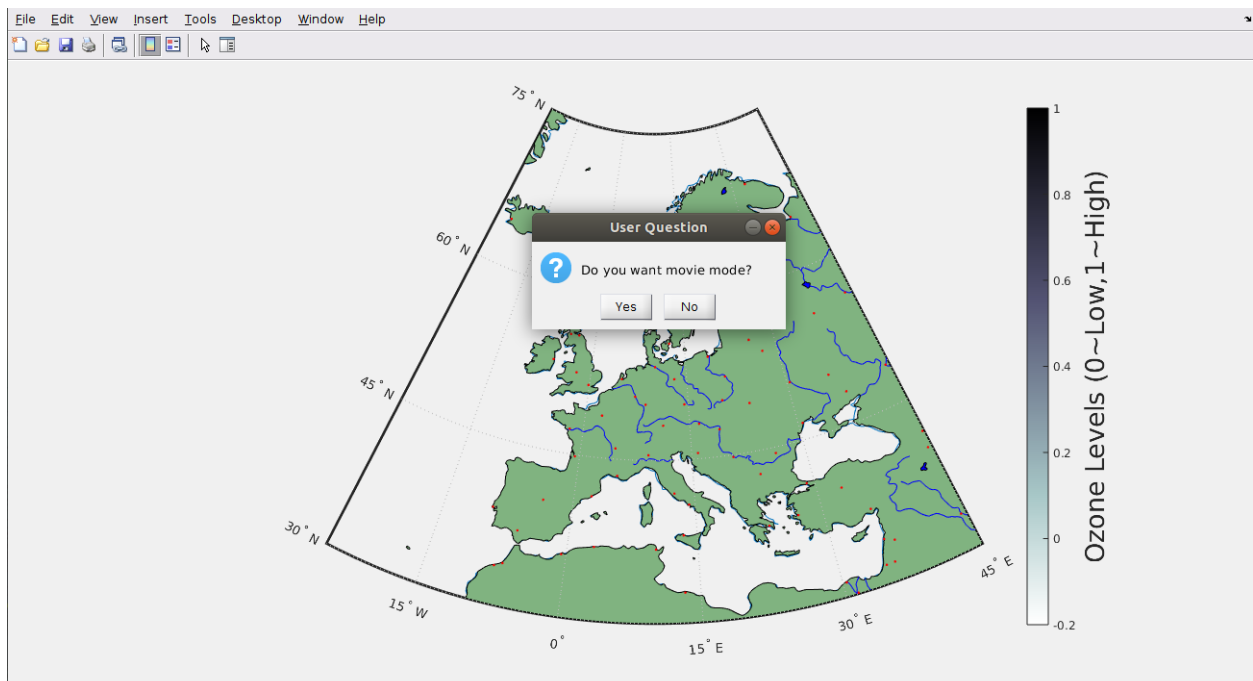 File Edit View Insert Tools Desktop Window Help
75° N
60° N
45° N
30° N
15° W
0°
15° E
30° E
45° E
User Question
Do you want movie mode?
Yes No
1
0.8
0.6
0.4
0.2
0
-0.2
Ozone Levels (0~Low,1~High)